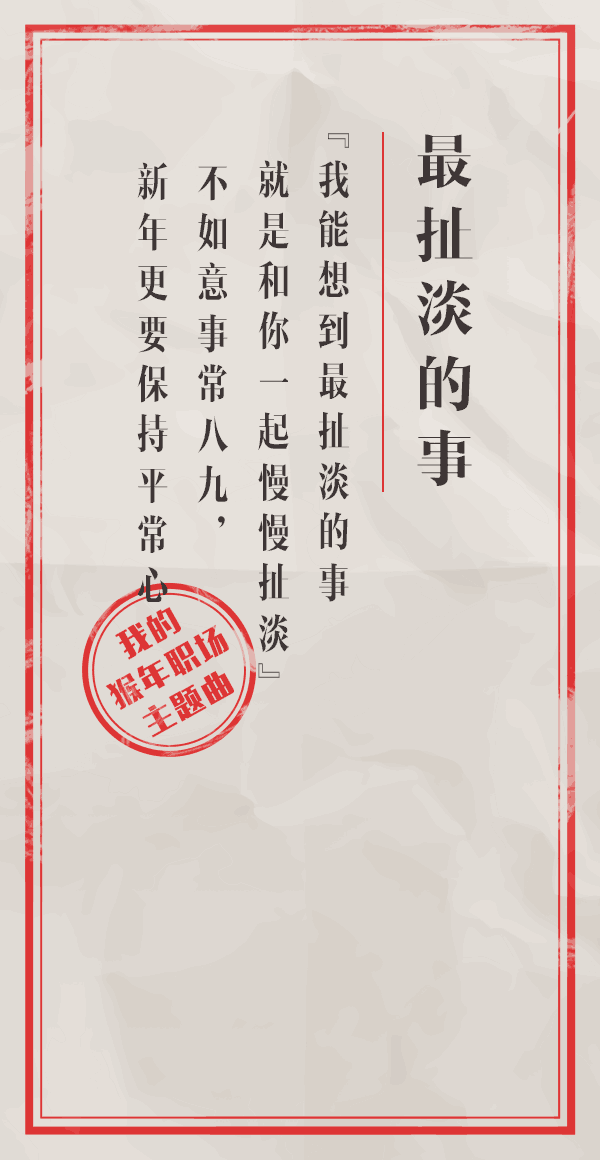 最扯淡的事
『我能想到最扯淡的事
就是和你一起慢慢扯淡』
不如意事常八九，
新年更要保持平常心
我的
猴年职场
主题曲